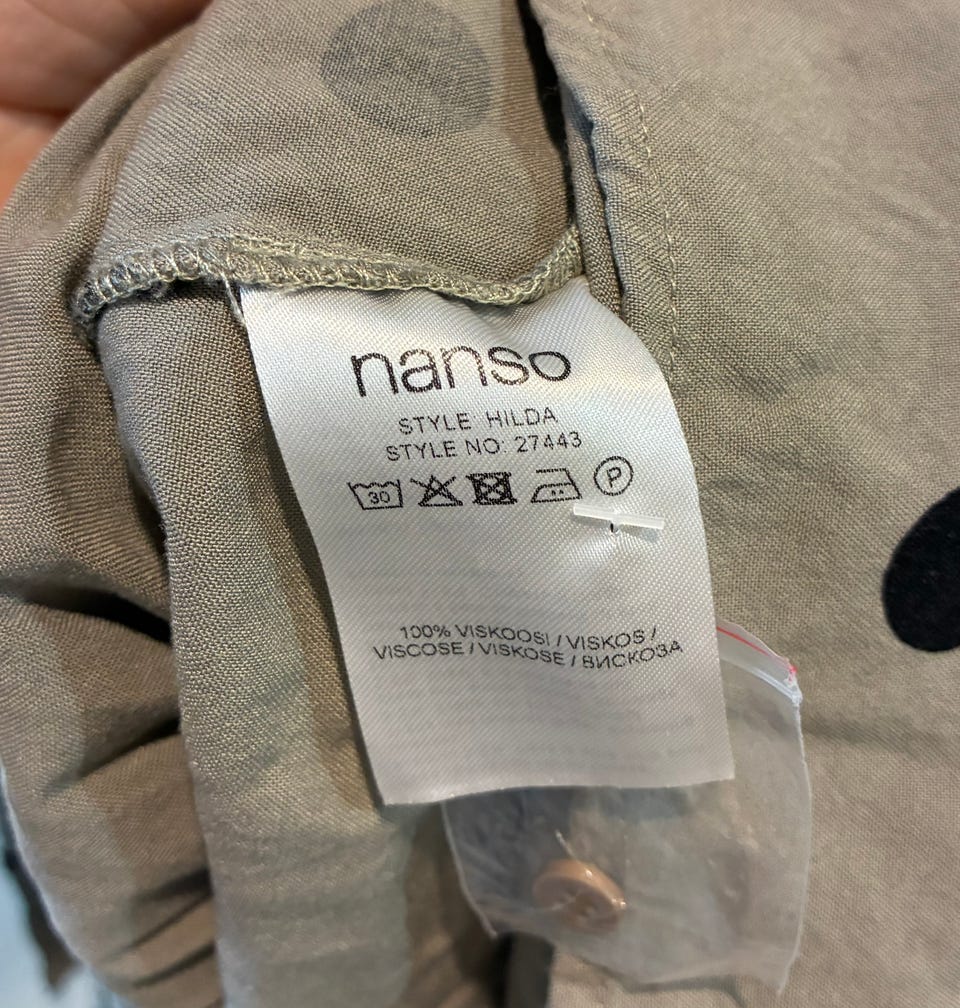 nanso
STYLE HILDA
STYLE NO. 27443
30 P
100% VISKOOSI / VISKOS /
VISCOSE / VISKOSE / ВИСКОЗА